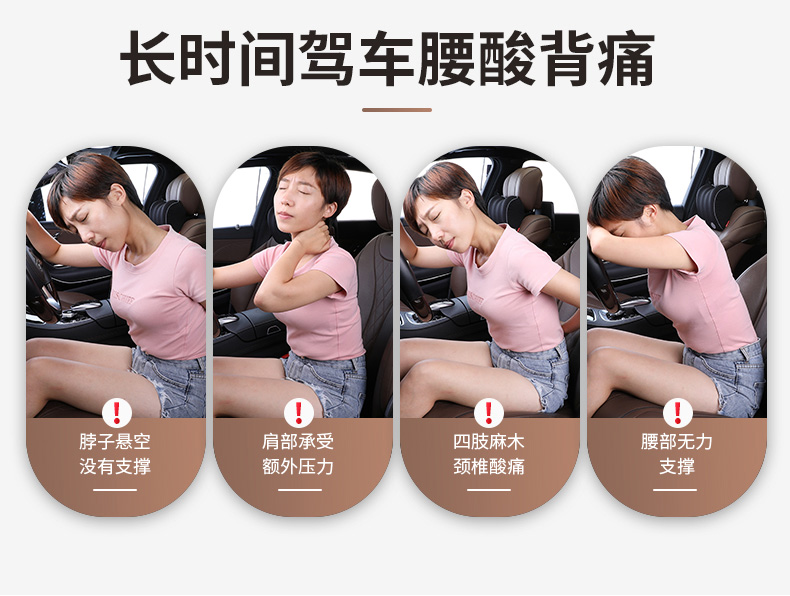 长时间驾车腰酸背痛
脖子悬空
没有支撑
肩部承受
额外压力
四肢麻木
颈椎酸痛
腰部无力
支撑